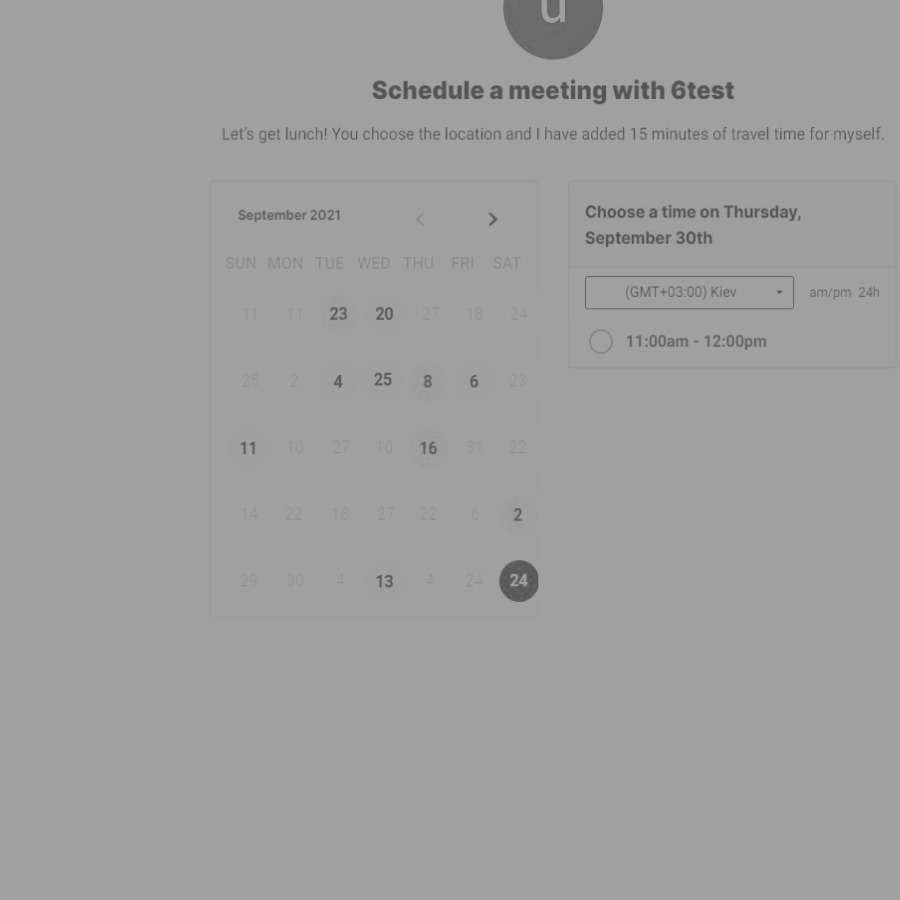 u
Schedule a meeting with 6test
Let's get lunch! You choose the location and I have added 15 minutes of travel time for myself.
September 2021
SUN MON TUE WED THU FRI SAT
11 11 23 20 27 18 24
25 2 4 25 8 6 23
11 10 27 10 16 31 22
14 22 18 27 22 6 2
29 30 4 13 4 24 24
Choose a time on Thursday,
September 30th
(GMT+03:00) Kiev am/pm 24h
11:00am - 12:00pm